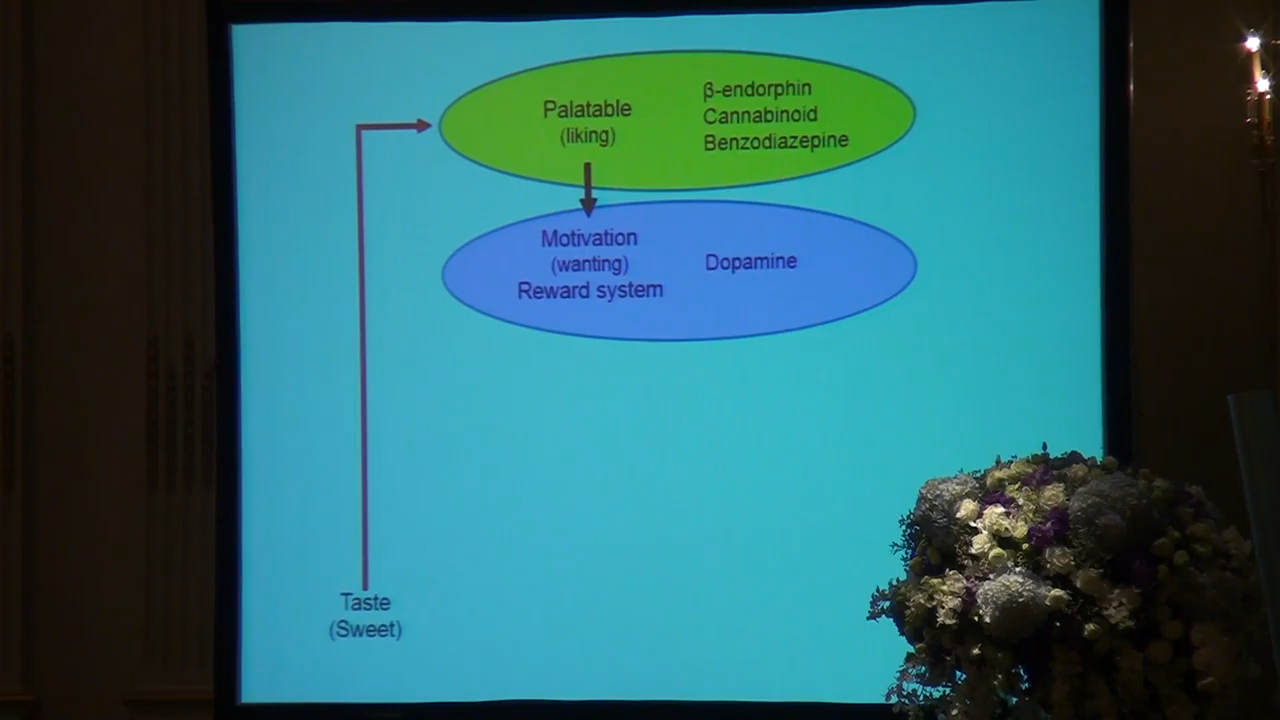 Palatable
(liking)
β-endorphin
Cannabinoid
Benzodiazepine
Motivation
(wanting)
Reward system
Dopamine
Taste
(Sweet)